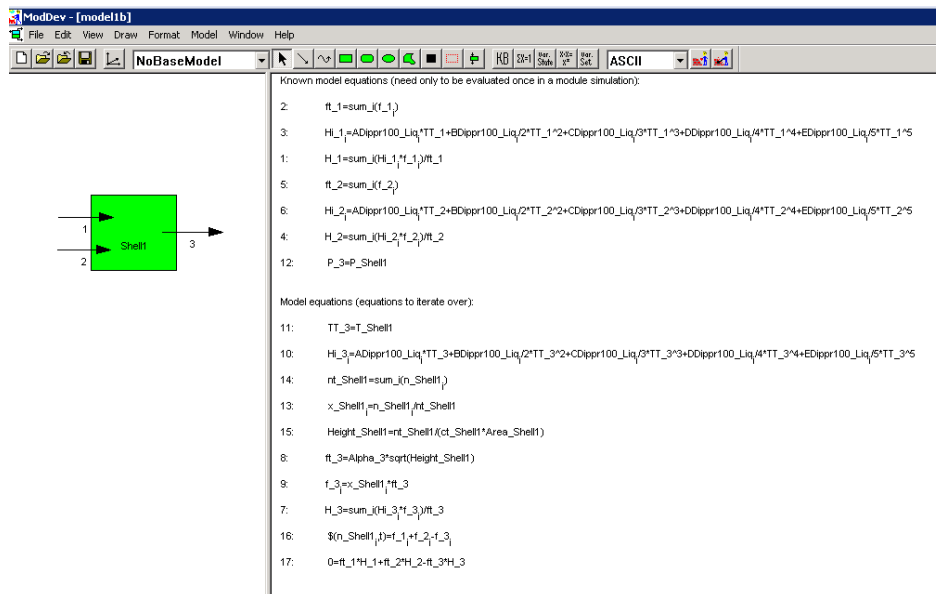 ModDev - [model1b]
File Edit View Draw Format Model Window Help
NoBaseModel KB ASCII
Known model equations (need only to be evaluated once in a module simulation):
2: ft_1=sum_i(f_1i)
3: Hi_1i=ADippr100_Liqi*TT_1+BDippr100_Liqi/2*TT_1^2+CDippr100_Liqi/3*TT_1^3+DDippr100_Liqi/4*TT_1^4+EDippr100_Liqi/5*TT_1^5
1: H_1=sum_i(Hi_1i*f_1i)/ft_1
5: ft_2=sum_i(f_2i)
6: Hi_2i=ADippr100_Liqi*TT_2+BDippr100_Liqi/2*TT_2^2+CDippr100_Liqi/3*TT_2^3+DDippr100_Liqi/4*TT_2^4+EDippr100_Liqi/5*TT_2^5
4: H_2=sum_i(Hi_2i*f_2i)/ft_2
12: P_3=P_Shell1
Model equations (equations to iterate over):
11: TT_3=T_Shell1
10: Hi_3i=ADippr100_Liqi*TT_3+BDippr100_Liqi/2*TT_3^2+CDippr100_Liqi/3*TT_3^3+DDippr100_Liqi/4*TT_3^4+EDippr100_Liqi/5*TT_3^5
14: nt_Shell1=sum_i(n_Shell1i)
13: x_Shell1i=n_Shell1i/nt_Shell1
15: Height_Shell1=nt_Shell1/(ct_Shell1*Area_Shell1)
8: ft_3=Alpha_3*sqrt(Height_Shell1)
9: f_3i=x_Shell1i*ft_3
7: H_3=sum_i(Hi_3i*f_3i)/ft_3
16: $(n_Shell1i,t)=f_1i+f_2i-f_3i
17: 0=ft_1*H_1+ft_2*H_2-ft_3*H_3
1
2
Shell1
3